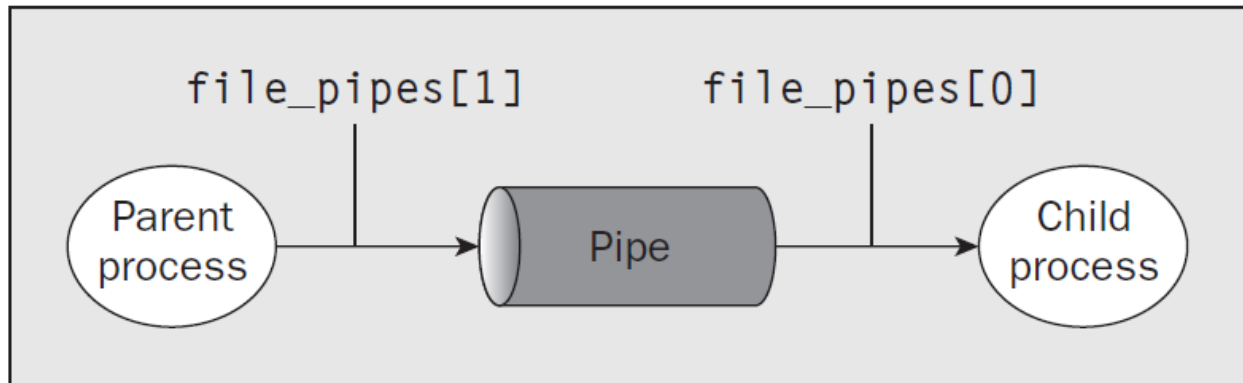 file_pipes[1]
file_pipes[0]
Parent
process
Pipe
Child
process